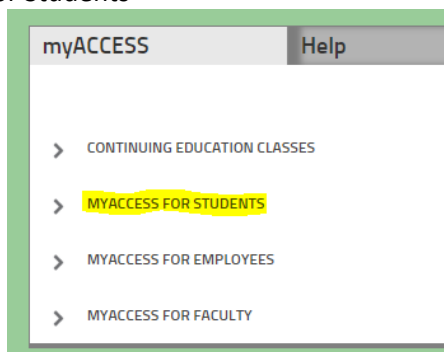 Students
myACCESS Help
CONTINUING EDUCATION CLASSES
MYACCESS FOR STUDENTS
MYACCESS FOR EMPLOYEES
MYACCESS FOR FACULTY